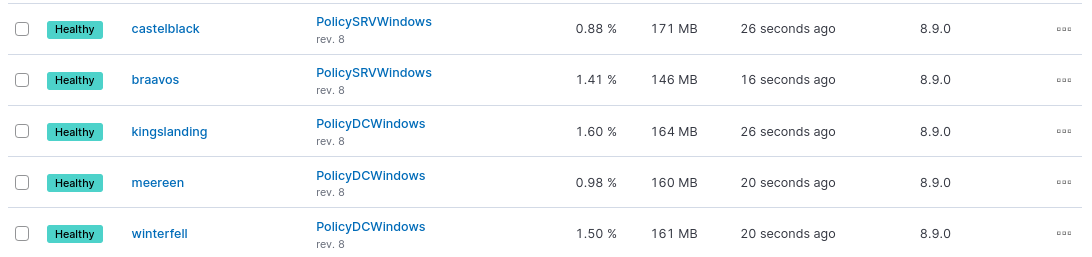 Healthy castelblack PolicySRVWindows 0.88 % 171 MB 26 seconds ago 8.9.0
rev. 8
Healthy braavos PolicySRVWindows 1.41 % 146 MB 16 seconds ago 8.9.0
rev. 8
Healthy kingslanding PolicyDCWindows 1.60 % 164 MB 26 seconds ago 8.9.0
rev. 8
Healthy meereen PolicyDCWindows 0.98 % 160 MB 20 seconds ago 8.9.0
rev. 8
Healthy winterfell PolicyDCWindows 1.50 % 161 MB 20 seconds ago 8.9.0
rev. 8